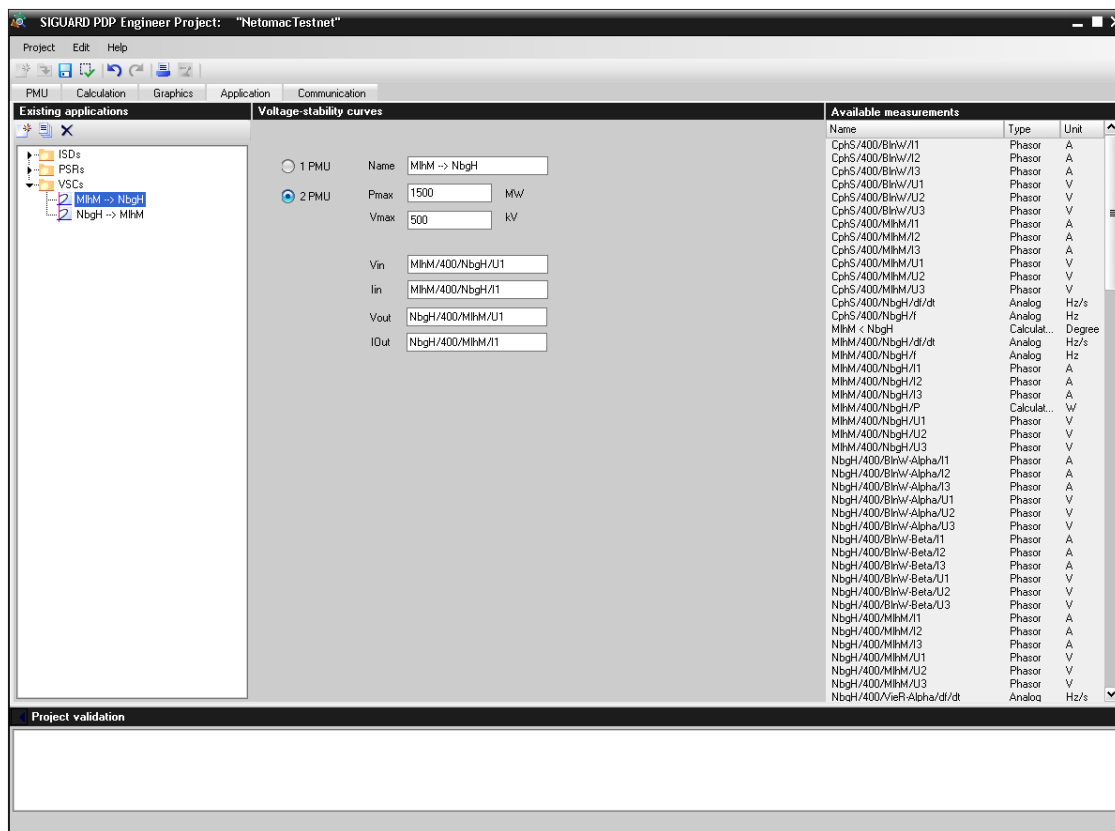 SIGUARD PDP Engineer Project: "NetomacTestnet"
Project Edit Help
PMU Calculation Graphics Application Communication
Existing applications
ISDs
PSRs
VSCs
MlhM --> NbgH
NbgH --> MlhM
Voltage-stability curves
1 PMU
2 PMU
Name MlhM --> NbgH
Pmax 1500 MW
Vmax 500 kV
Vin MlhM/400/NbgH/U1
Iin MlhM/400/NbgH/I1
Vout NbgH/400/MlhM/U1
IOut NbgH/400/MlhM/I1
Available measurements
Name Type Unit
CphS/400/BlnW/I1 Phasor A
CphS/400/BlnW/I2 Phasor A
CphS/400/BlnW/I3 Phasor A
CphS/400/BlnW/U1 Phasor V
CphS/400/BlnW/U2 Phasor V
CphS/400/BlnW/U3 Phasor V
CphS/400/MlhM/I1 Phasor A
CphS/400/MlhM/I2 Phasor A
CphS/400/MlhM/I3 Phasor A
CphS/400/MlhM/U1 Phasor V
CphS/400/MlhM/U2 Phasor V
CphS/400/MlhM/U3 Phasor V
CphS/400/NbgH/df/dt Analog Hz/s
CphS/400/NbgH/f Analog Hz
MlhM < NbgH Calculat... Degree
MlhM/400/NbgH/df/dt Analog Hz/s
MlhM/400/NbgH/f Analog Hz
MlhM/400/NbgH/I1 Phasor A
MlhM/400/NbgH/I2 Phasor A
MlhM/400/NbgH/I3 Phasor A
MlhM/400/NbgH/P Calculat... W
MlhM/400/NbgH/U1 Phasor V
MlhM/400/NbgH/U2 Phasor V
MlhM/400/NbgH/U3 Phasor V
NbgH/400/BlnW-Alpha/I1 Phasor A
NbgH/400/BlnW-Alpha/I2 Phasor A
NbgH/400/BlnW-Alpha/I3 Phasor A
NbgH/400/BlnW-Alpha/U1 Phasor V
NbgH/400/BlnW-Alpha/U2 Phasor V
NbgH/400/BlnW-Alpha/U3 Phasor V
NbgH/400/BlnW-Beta/I1 Phasor A
NbgH/400/BlnW-Beta/I2 Phasor A
NbgH/400/BlnW-Beta/I3 Phasor A
NbgH/400/BlnW-Beta/U1 Phasor V
NbgH/400/BlnW-Beta/U2 Phasor V
NbgH/400/BlnW-Beta/U3 Phasor V
NbgH/400/MlhM/I1 Phasor A
NbgH/400/MlhM/I2 Phasor A
NbgH/400/MlhM/I3 Phasor A
NbgH/400/MlhM/U1 Phasor V
NbgH/400/MlhM/U2 Phasor V
NbgH/400/MlhM/U3 Phasor V
NbgH/400/VieR-Alpha/df/dt Analog Hz/s
Project validation